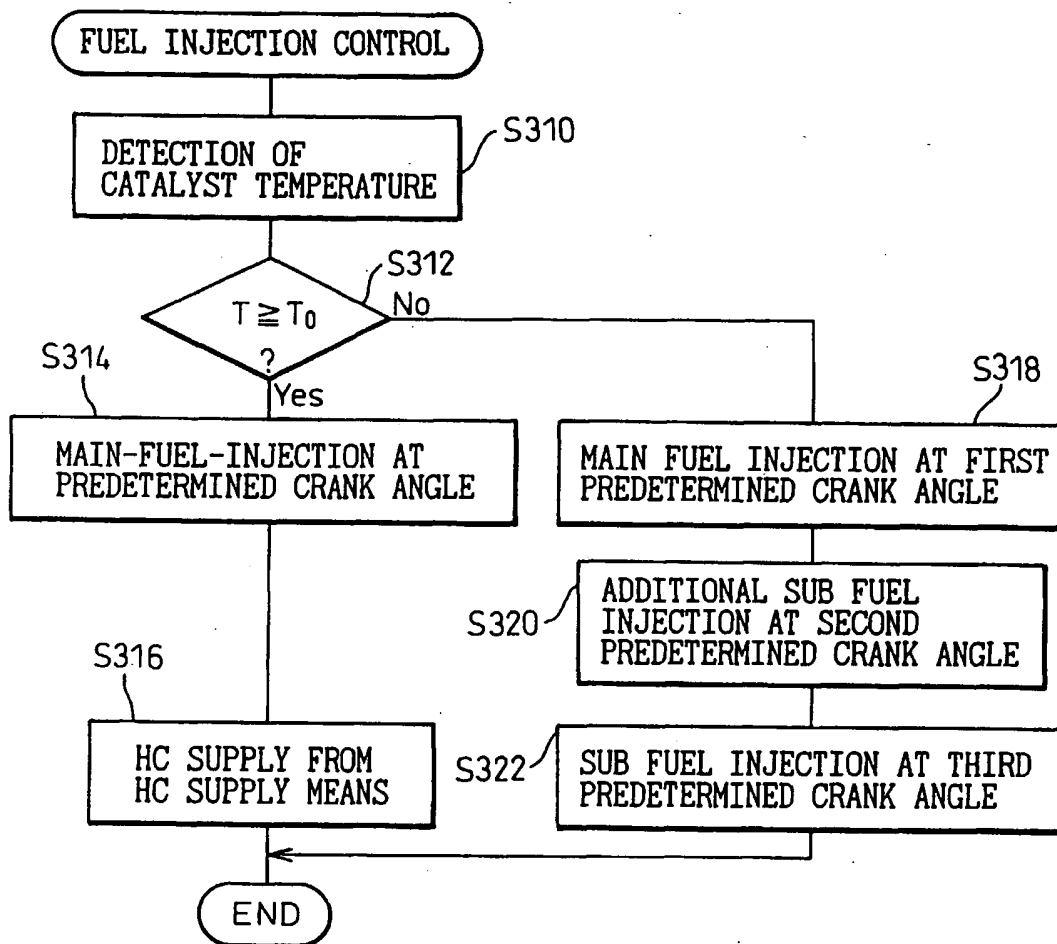 FUEL INJECTION CONTROL
S310
DETECTION OF
CATALYST TEMPERATURE
S312
T ≧ T0
?
No
Yes
S314
MAIN-FUEL-INJECTION AT
PREDETERMINED CRANK ANGLE
S318
MAIN FUEL INJECTION AT FIRST
PREDETERMINED CRANK ANGLE
S320
ADDITIONAL SUB FUEL
INJECTION AT SECOND
PREDETERMINED CRANK ANGLE
S316
HC SUPPLY FROM
HC SUPPLY MEANS
S322
SUB FUEL INJECTION AT THIRD
PREDETERMINED CRANK ANGLE
END